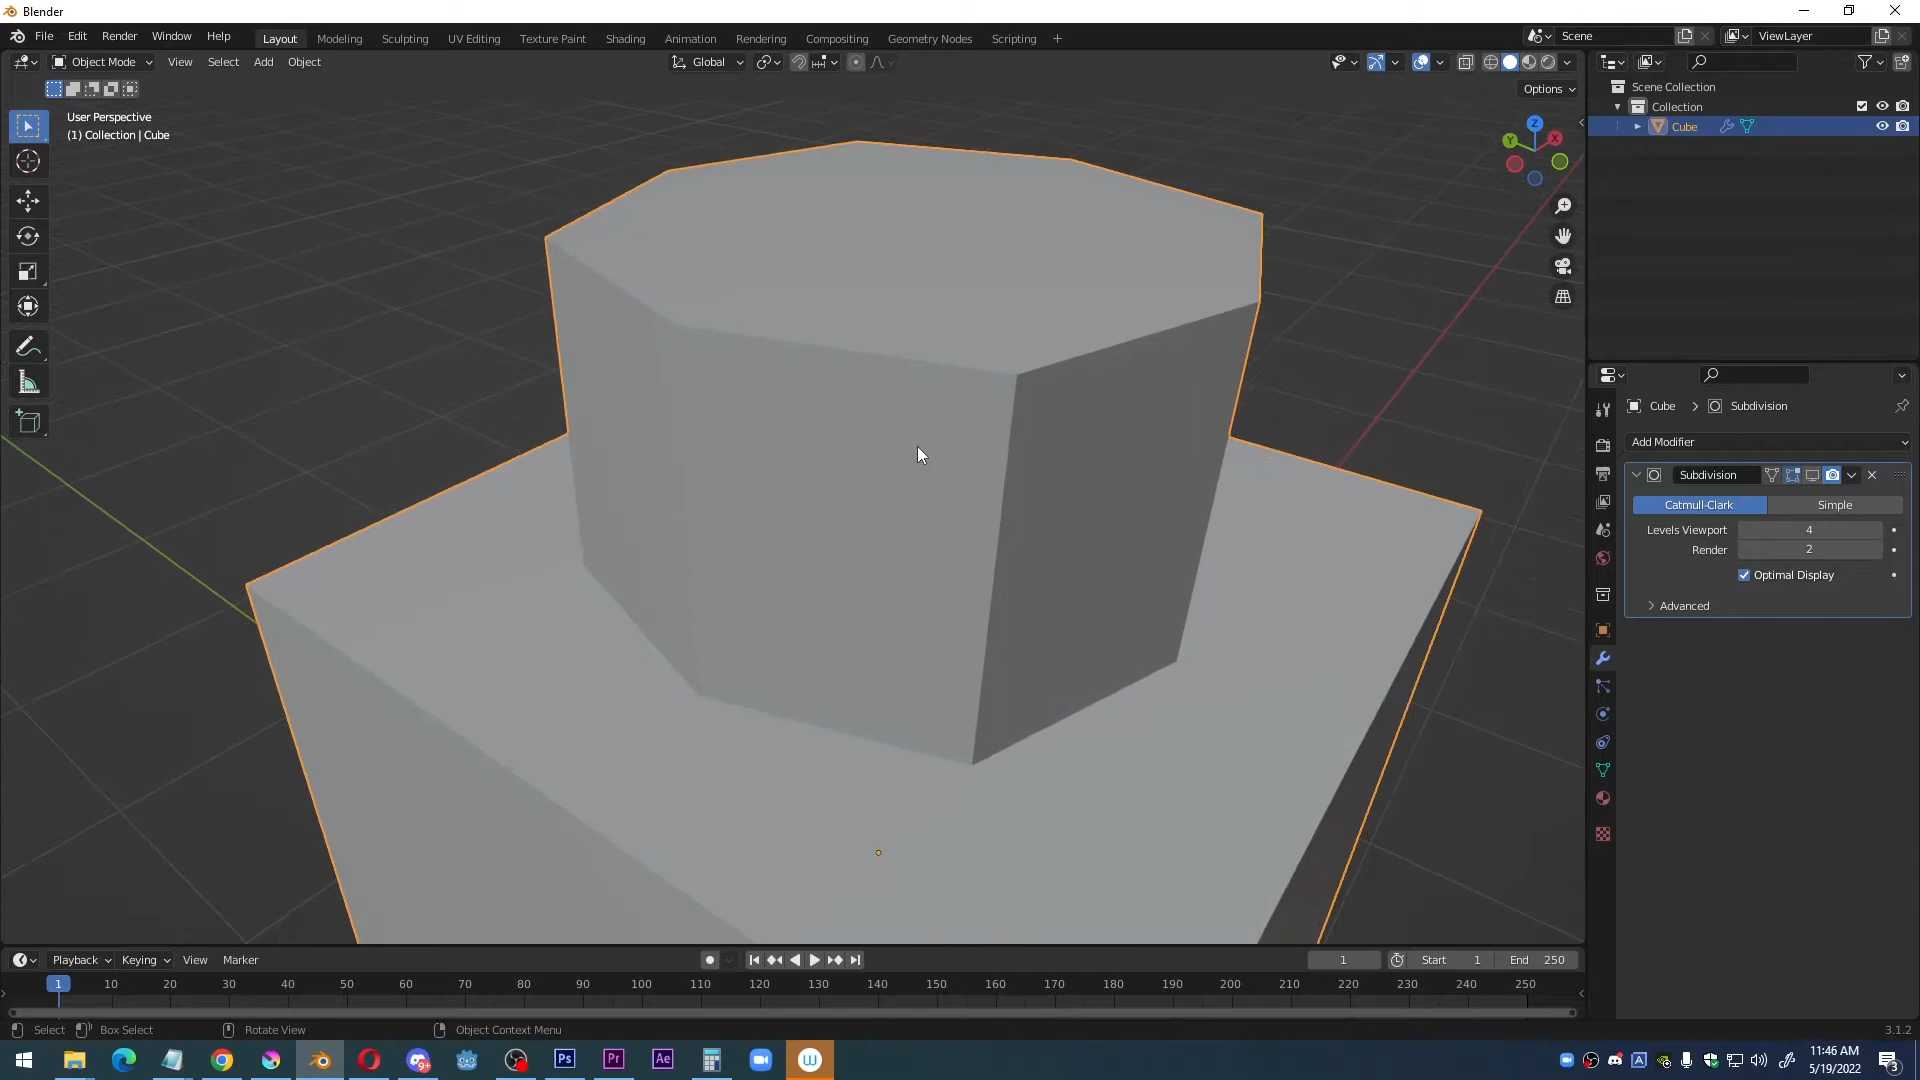 Blender
File Edit Render Window Help
Layout Modeling Sculpting UV Editing Texture Paint Shading Animation Rendering Compositing Geometry Nodes Scripting +
Scene
ViewLayer
Object Mode View Select Add Object
Global
Options
User Perspective
(1) Collection | Cube
Z
Y
X
Scene Collection
Collection
Cube
Cube > Subdivision
Add Modifier
Subdivision
Catmull-Clark Simple
Levels Viewport 4
Render 2
Optimal Display
Advanced
Playback Keying View Marker
1 Start 1 End 250
1 10 20 30 40 50 60 70 80 90 100 110 120 130 140 150 160 170 180 190 200 210 220 230 240 250
Select Box Select Rotate View Object Context Menu
3.1.2
9+
Ps
Pr
Ae
W
A
11:46 AM
5/19/2022
3